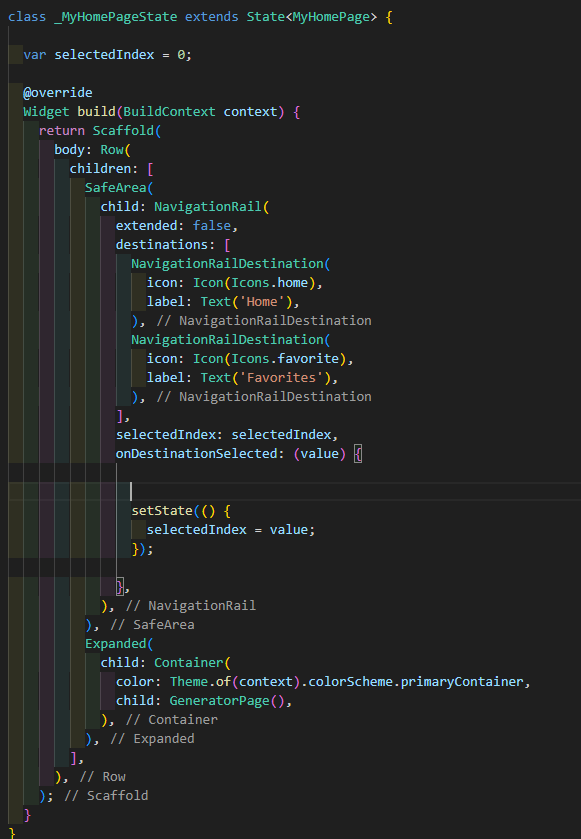 class _MyHomePageState extends State<MyHomePage> {
var selectedIndex = 0;
@override
Widget build(BuildContext context) {
return Scaffold(
body: Row(
children: [
SafeArea(
child: NavigationRail(
extended: false,
destinations: [
NavigationRailDestination(
icon: Icon(Icons.home),
label: Text('Home'),
), // NavigationRailDestination
NavigationRailDestination(
icon: Icon(Icons.favorite),
label: Text('Favorites'),
), // NavigationRailDestination
],
selectedIndex: selectedIndex,
onDestinationSelected: (value) {
setState(() {
selectedIndex = value;
});
},
), // NavigationRail
), // SafeArea
Expanded(
child: Container(
color: Theme.of(context).colorScheme.primaryContainer,
child: GeneratorPage(),
), // Container
), // Expanded
],
), // Row
); // Scaffold
}
}